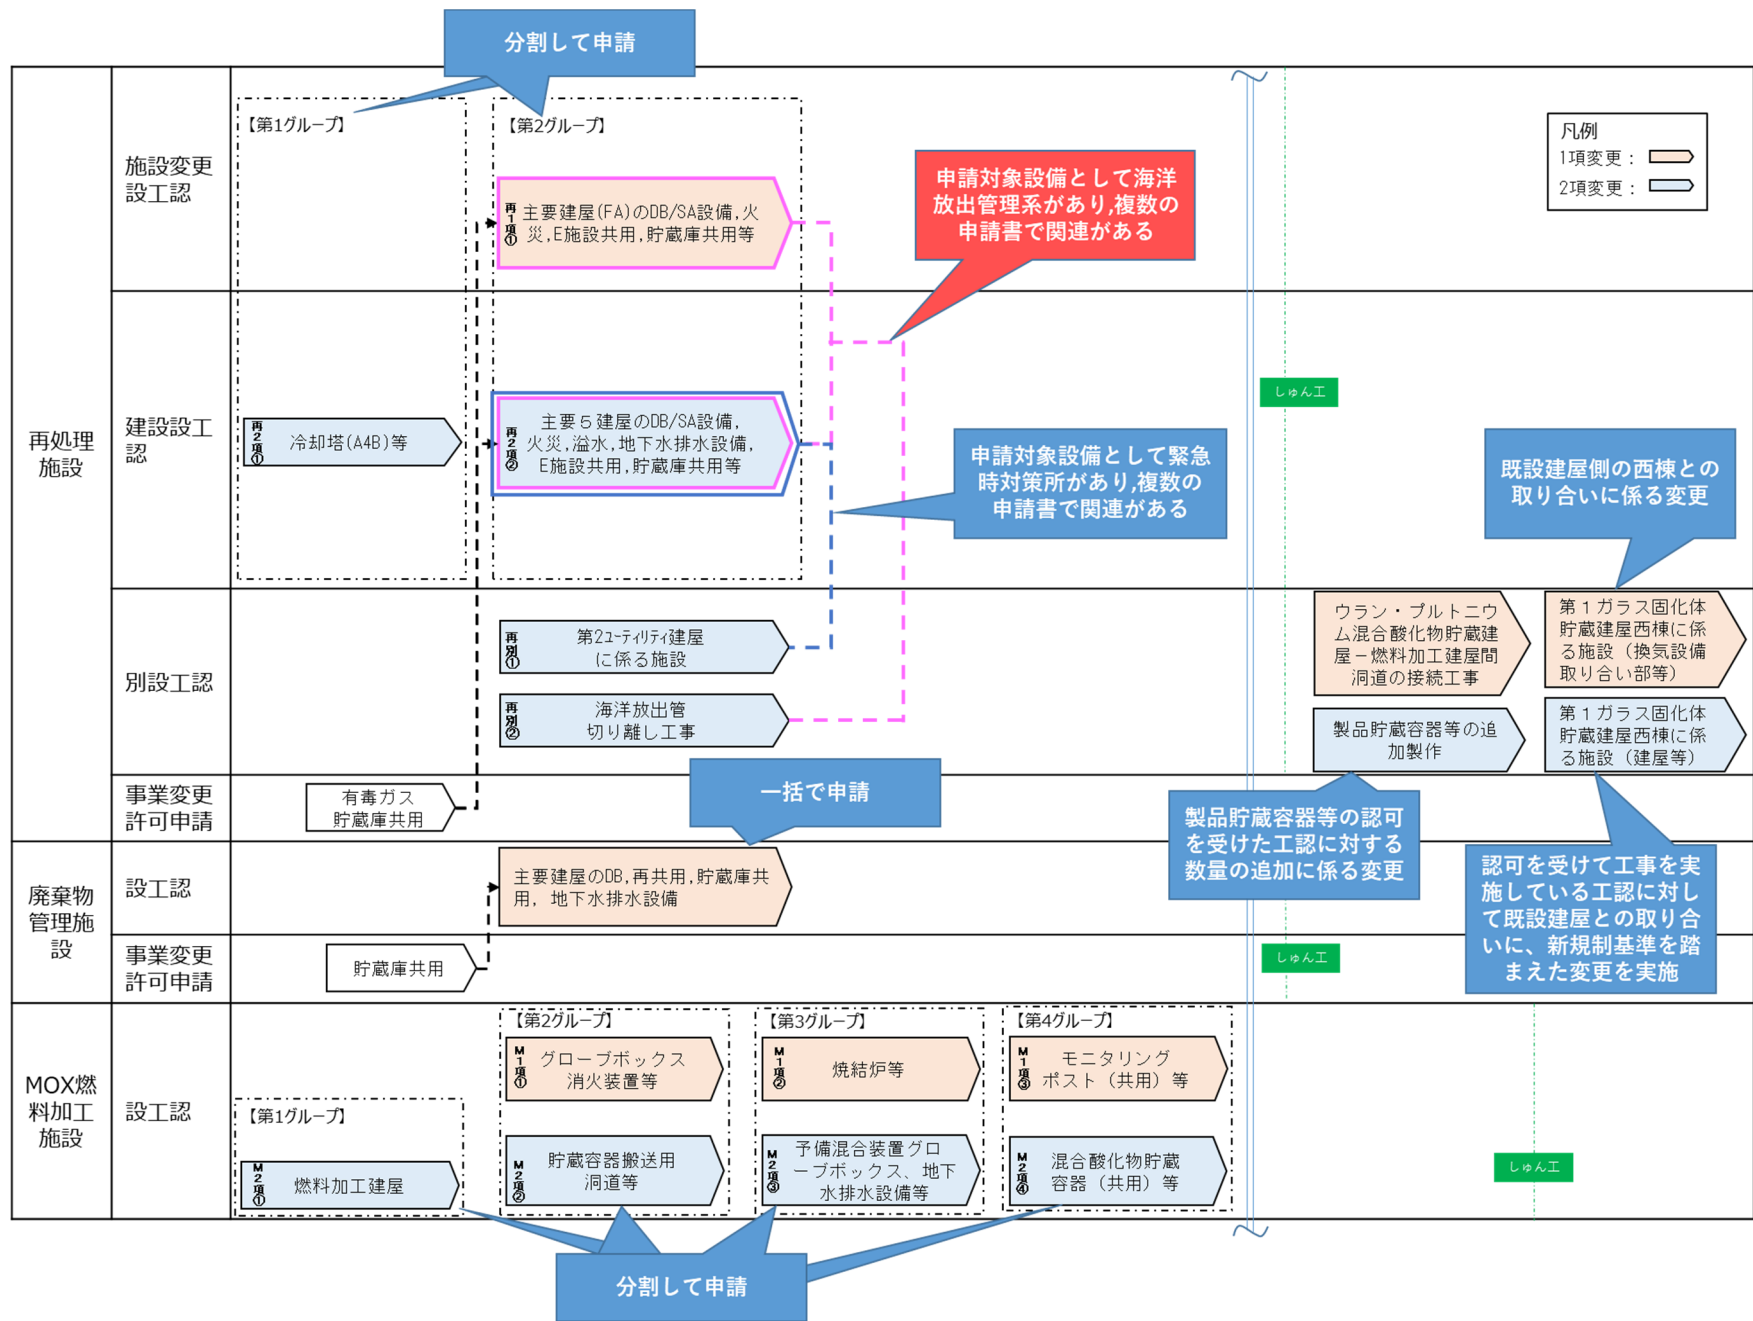 分割して申請
【第1グループ】
【第2グループ】
凡例
1項変更：
2項変更：
施設変更
設工認
再1項①
主要建屋(FA)のDB/SA設備,火
災,E施設共用,貯蔵庫共用等
申請対象設備として海洋
放出管理系があり,複数の
申請書で関連がある
再処理
施設
建設設工
認
再2項①
冷却塔(A4B)等
再2項②
主要５建屋のDB/SA設備,
火災,溢水,地下水排水設備,
E施設共用,貯蔵庫共用等
しゅん工
申請対象設備として緊急
時対策所があり,複数の
申請書で関連がある
既設建屋側の西棟との
取り合いに係る変更
別設工認
再別①
第2ﾕｰﾃｨﾘﾃｨ建屋
に係る施設
再別②
海洋放出管
切り離し工事
ウラン・プルトニウ
ム混合酸化物貯蔵建
屋－燃料加工建屋間
洞道の接続工事
第１ガラス固化体
貯蔵建屋西棟に係
る施設（換気設備
取り合い部等）
製品貯蔵容器等の追
加製作
第１ガラス固化体
貯蔵建屋西棟に係
る施設（建屋等）
事業変更
許可申請
有毒ガス
貯蔵庫共用
一括で申請
製品貯蔵容器等の認可
を受けた工認に対する
数量の追加に係る変更
認可を受けて工事を実
施している工認に対し
て既設建屋との取り合
いに、新規制基準を踏
まえた変更を実施
廃棄物
管理施
設
設工認
主要建屋のDB,再共用,貯蔵庫共
用，地下水排水設備
事業変更
許可申請
貯蔵庫共用
しゅん工
MOX燃
料加工
施設
設工認
【第1グループ】
M2項①
燃料加工建屋
【第2グループ】
M1項①
グローブボックス
消火装置等
M2項②
貯蔵容器搬送用
洞道等
【第3グループ】
M1項②
焼結炉等
M2項③
予備混合装置グロ
ーブボックス、地下
水排水設備等
【第4グループ】
M1項③
モニタリング
ポスト（共用）等
M2項④
混合酸化物貯蔵
容器（共用）等
しゅん工
分割して申請